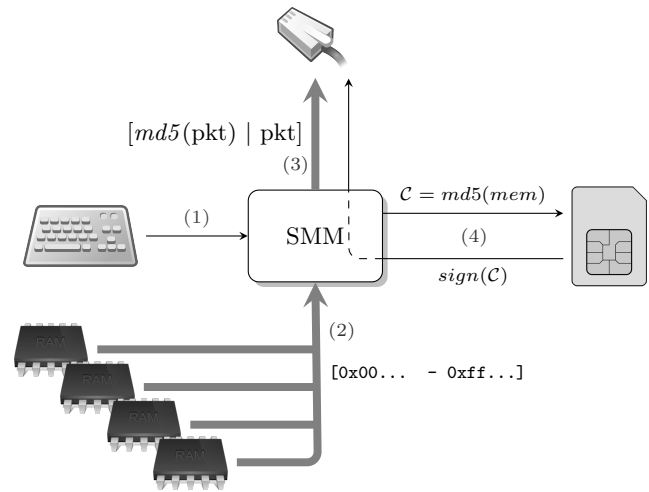 [md5(pkt) | pkt]
(3)
(1)
SMM
C = md5(mem)
(4)
sign(C)
(2)
[0x00... - 0xff...]
RAM
RAM
RAM
RAM